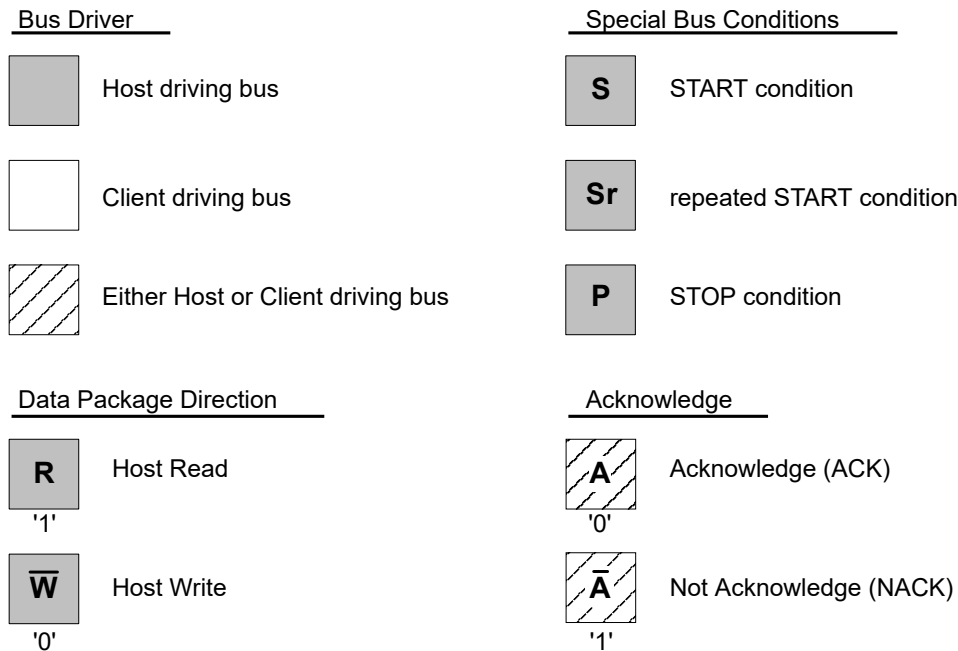 Bus Driver
Host driving bus
Client driving bus
Either Host or Client driving bus
Special Bus Conditions
S START condition
Sr repeated START condition
P STOP condition
Data Package Direction
R Host Read
'1'
W̅ Host Write
'0'
Acknowledge
A Acknowledge (ACK)
'0'
A̅ Not Acknowledge (NACK)
'1'